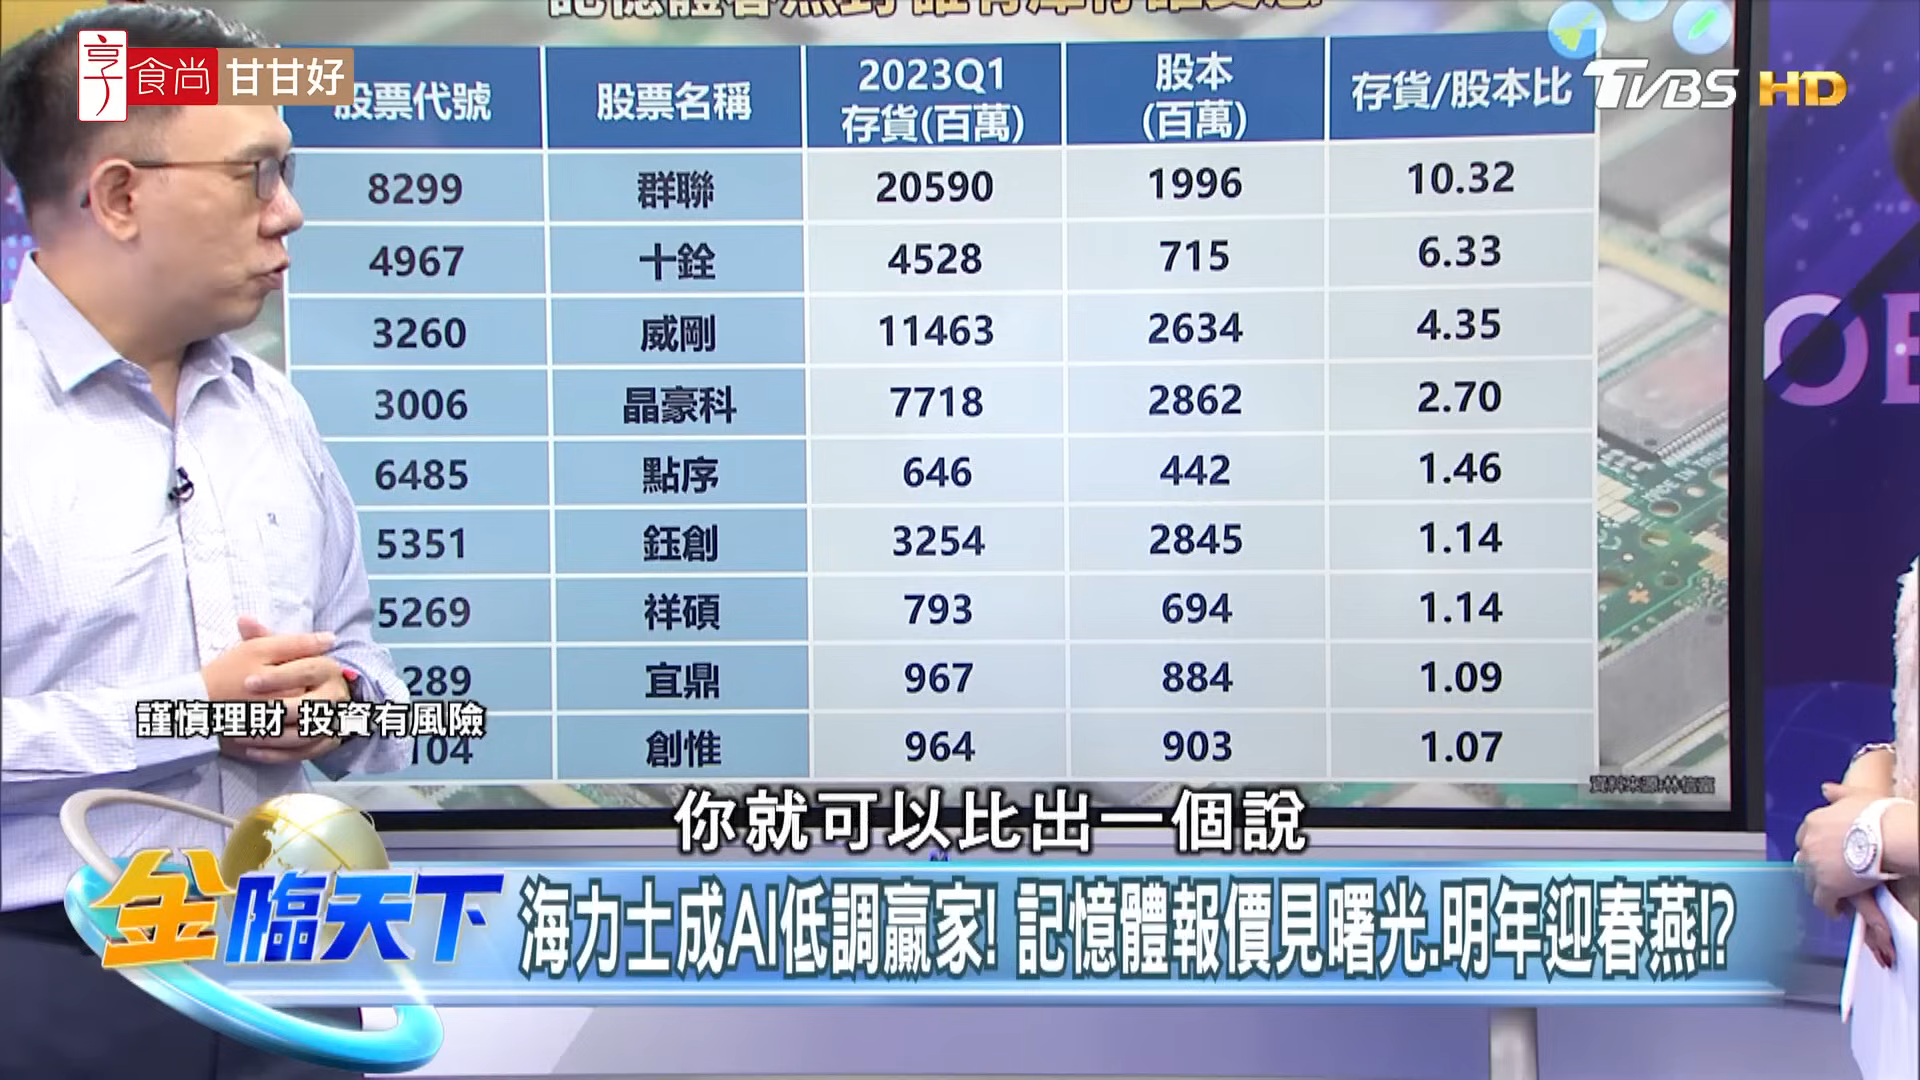 享 食尚 甘甘好
TVBS HD
股票代號 股票名稱 2023Q1 存貨(百萬) 股本 (百萬) 存貨/股本比
8299 群聯 20590 1996 10.32
4967 十銓 4528 715 6.33
3260 威剛 11463 2634 4.35
3006 晶豪科 7718 2862 2.70
6485 點序 646 442 1.46
5351 鈺創 3254 2845 1.14
5269 祥碩 793 694 1.14
289 宜鼎 967 884 1.09
104 創惟 964 903 1.07
謹慎理財 投資有風險
資料來源:林信富
你就可以比出一個說
金臨天下
海力士成AI低調贏家! 記憶體報價見曙光.明年迎春燕!?